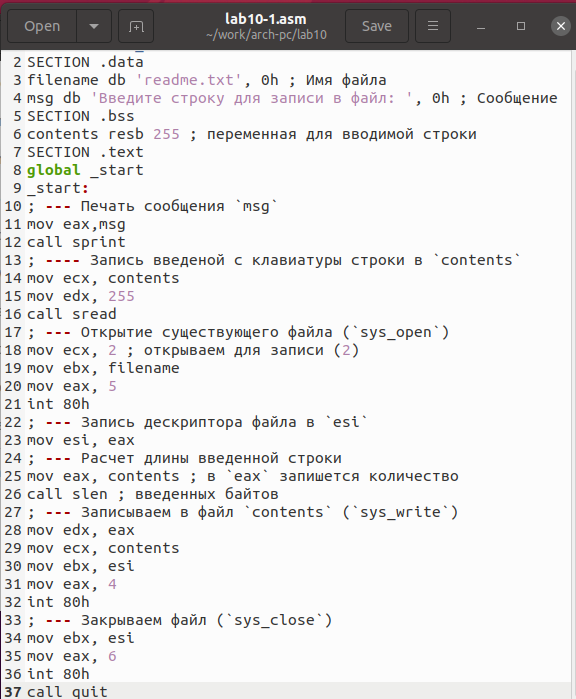 Open
lab10-1.asm
~/work/arch-pc/lab10
Save
2 SECTION .data
3 filename db 'readme.txt', 0h ; Имя файла
4 msg db 'Введите строку для записи в файл: ', 0h ; Сообщение
5 SECTION .bss
6 contents resb 255 ; переменная для вводимой строки
7 SECTION .text
8 global _start
9 _start:
10 ; --- Печать сообщения `msg`
11 mov eax,msg
12 call sprint
13 ; ---- Запись введеной с клавиатуры строки в `contents`
14 mov ecx, contents
15 mov edx, 255
16 call sread
17 ; --- Открытие существующего файла (`sys_open`)
18 mov ecx, 2 ; открываем для записи (2)
19 mov ebx, filename
20 mov eax, 5
21 int 80h
22 ; --- Запись дескриптора файла в `esi`
23 mov esi, eax
24 ; --- Расчет длины введенной строки
25 mov eax, contents ; в `eax` запишется количество
26 call slen ; введенных байтов
27 ; --- Записываем в файл `contents` (`sys_write`)
28 mov edx, eax
29 mov ecx, contents
30 mov ebx, esi
31 mov eax, 4
32 int 80h
33 ; --- Закрываем файл (`sys_close`)
34 mov ebx, esi
35 mov eax, 6
36 int 80h
37 call quit